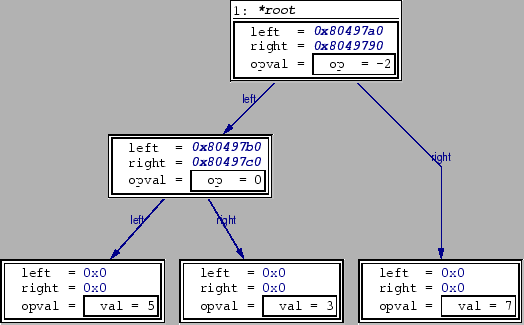 1: *root
left = 0x80497a0
right = 0x8049790
opval = op = -2
left
right
left = 0x80497b0
right = 0x80497c0
opval = op = 0
left
right
left = 0x0
right = 0x0
opval = val = 5
left = 0x0
right = 0x0
opval = val = 3
left = 0x0
right = 0x0
opval = val = 7